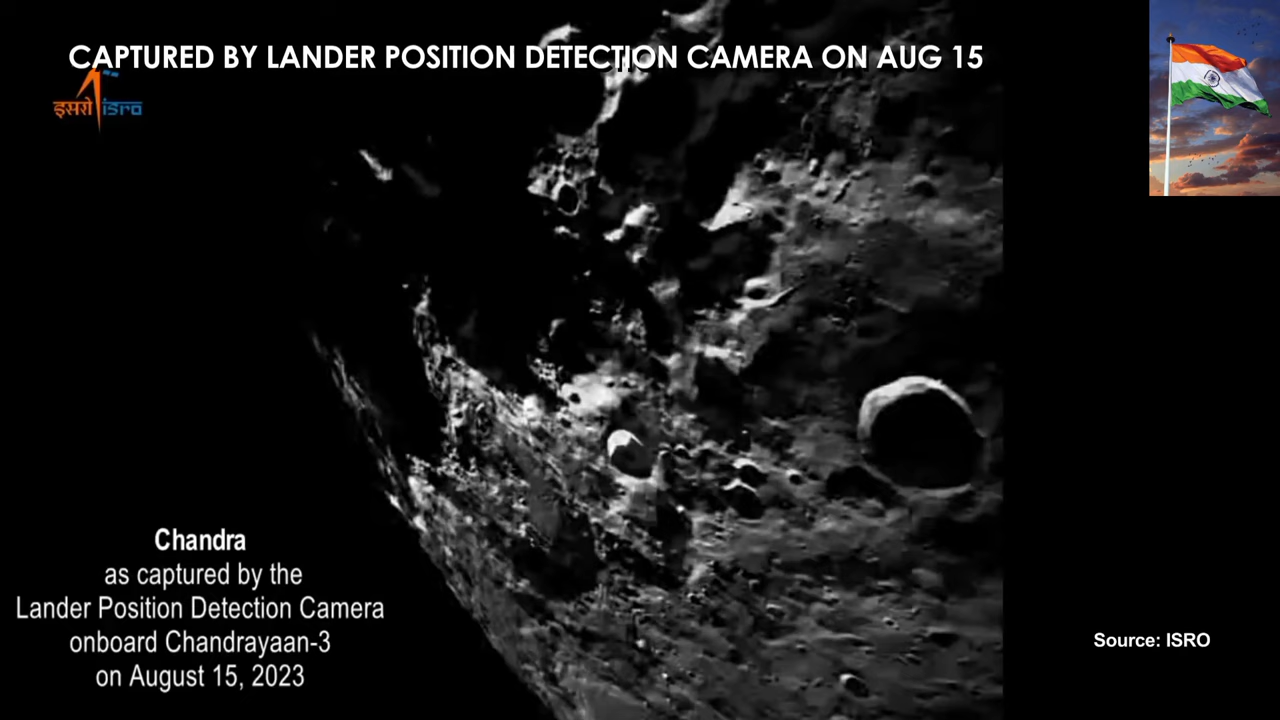 CAPTURED BY LANDER POSITION DETECTION CAMERA ON AUG 15
इसरो isro
Chandra
as captured by the
Lander Position Detection Camera
onboard Chandrayaan-3
on August 15, 2023
Source: ISRO